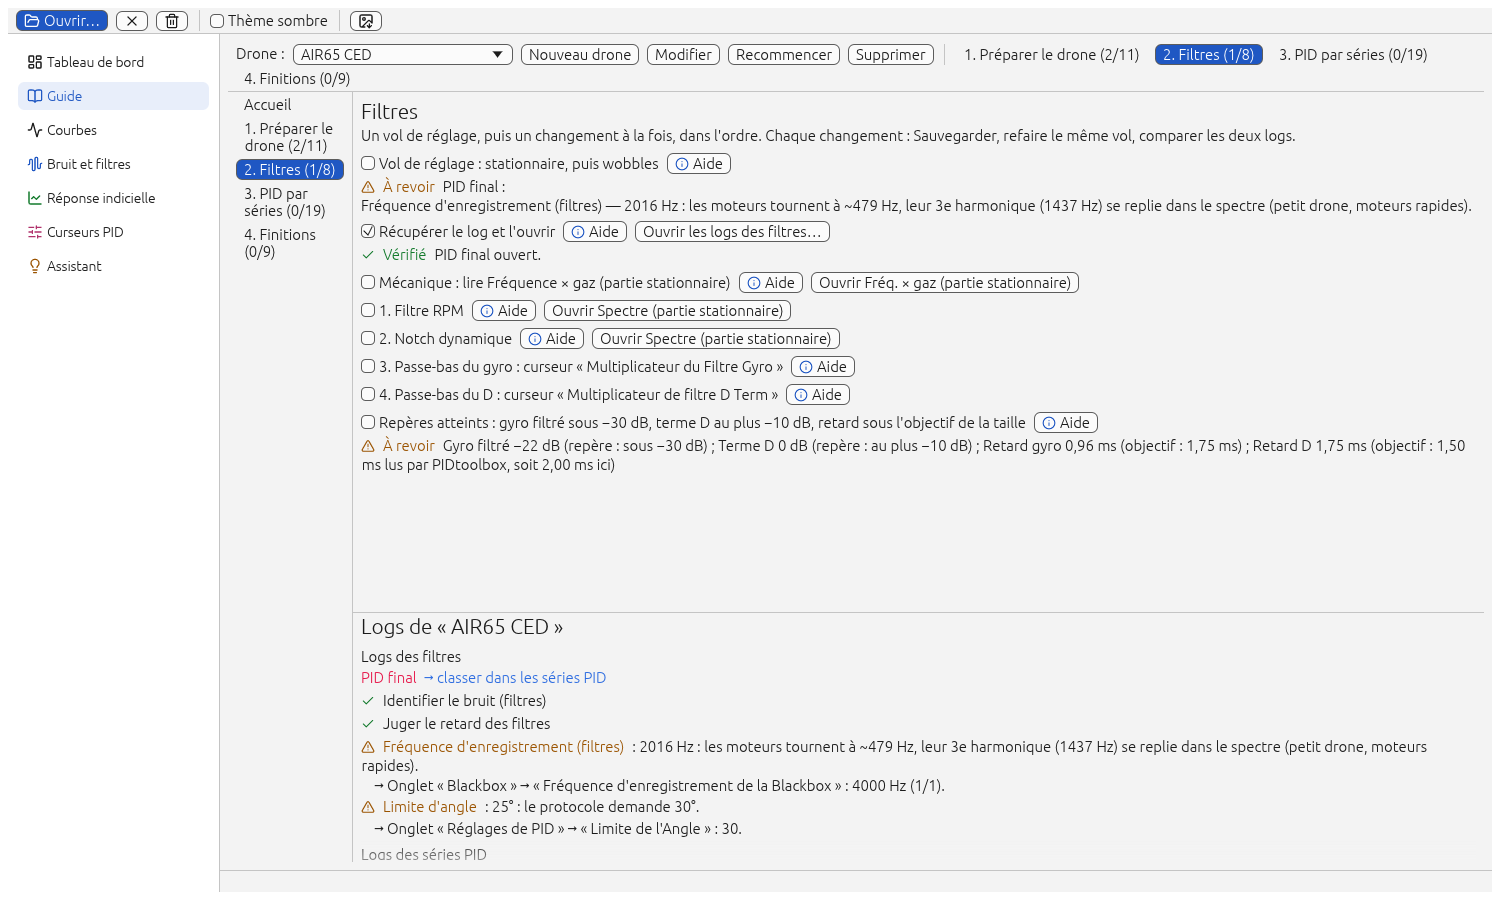 Ouvrir…
Thème sombre
Tableau de bord
Guide
Courbes
Bruit et filtres
Réponse indicielle
Curseurs PID
Assistant
Drone : AIR65 CED Nouveau drone Modifier Recommencer Supprimer 1. Préparer le drone (2/11) 2. Filtres (1/8) 3. PID par séries (0/19)
4. Finitions (0/9)
Accueil
1. Préparer le
drone (2/11)
2. Filtres (1/8)
3. PID par
séries (0/19)
4. Finitions
(0/9)
Filtres
Un vol de réglage, puis un changement à la fois, dans l'ordre. Chaque changement : Sauvegarder, refaire le même vol, comparer les deux logs.
Vol de réglage : stationnaire, puis wobbles Aide
À revoir PID final :
Fréquence d'enregistrement (filtres) — 2016 Hz : les moteurs tournent à ~479 Hz, leur 3e harmonique (1437 Hz) se replie dans le spectre (petit drone, moteurs rapides).
Récupérer le log et l'ouvrir Aide Ouvrir les logs des filtres…
Vérifié PID final ouvert.
Mécanique : lire Fréquence × gaz (partie stationnaire) Aide Ouvrir Fréq. × gaz (partie stationnaire)
1. Filtre RPM Aide Ouvrir Spectre (partie stationnaire)
2. Notch dynamique Aide Ouvrir Spectre (partie stationnaire)
3. Passe-bas du gyro : curseur « Multiplicateur du Filtre Gyro » Aide
4. Passe-bas du D : curseur « Multiplicateur de filtre D Term » Aide
Repères atteints : gyro filtré sous −30 dB, terme D au plus −10 dB, retard sous l'objectif de la taille Aide
À revoir Gyro filtré −22 dB (repère : sous −30 dB) ; Terme D 0 dB (repère : au plus −10 dB) ; Retard gyro 0,96 ms (objectif : 1,75 ms) ; Retard D 1,75 ms (objectif : 1,50
ms lus par PIDtoolbox, soit 2,00 ms ici)
Logs de « AIR65 CED »
Logs des filtres
PID final → classer dans les séries PID
Identifier le bruit (filtres)
Juger le retard des filtres
Fréquence d'enregistrement (filtres) : 2016 Hz : les moteurs tournent à ~479 Hz, leur 3e harmonique (1437 Hz) se replie dans le spectre (petit drone, moteurs
rapides).
→ Onglet « Blackbox » → « Fréquence d'enregistrement de la Blackbox » : 4000 Hz (1/1).
Limite d'angle : 25° : le protocole demande 30°.
→ Onglet « Réglages de PID » → « Limite de l'Angle » : 30.
Logs des séries PID